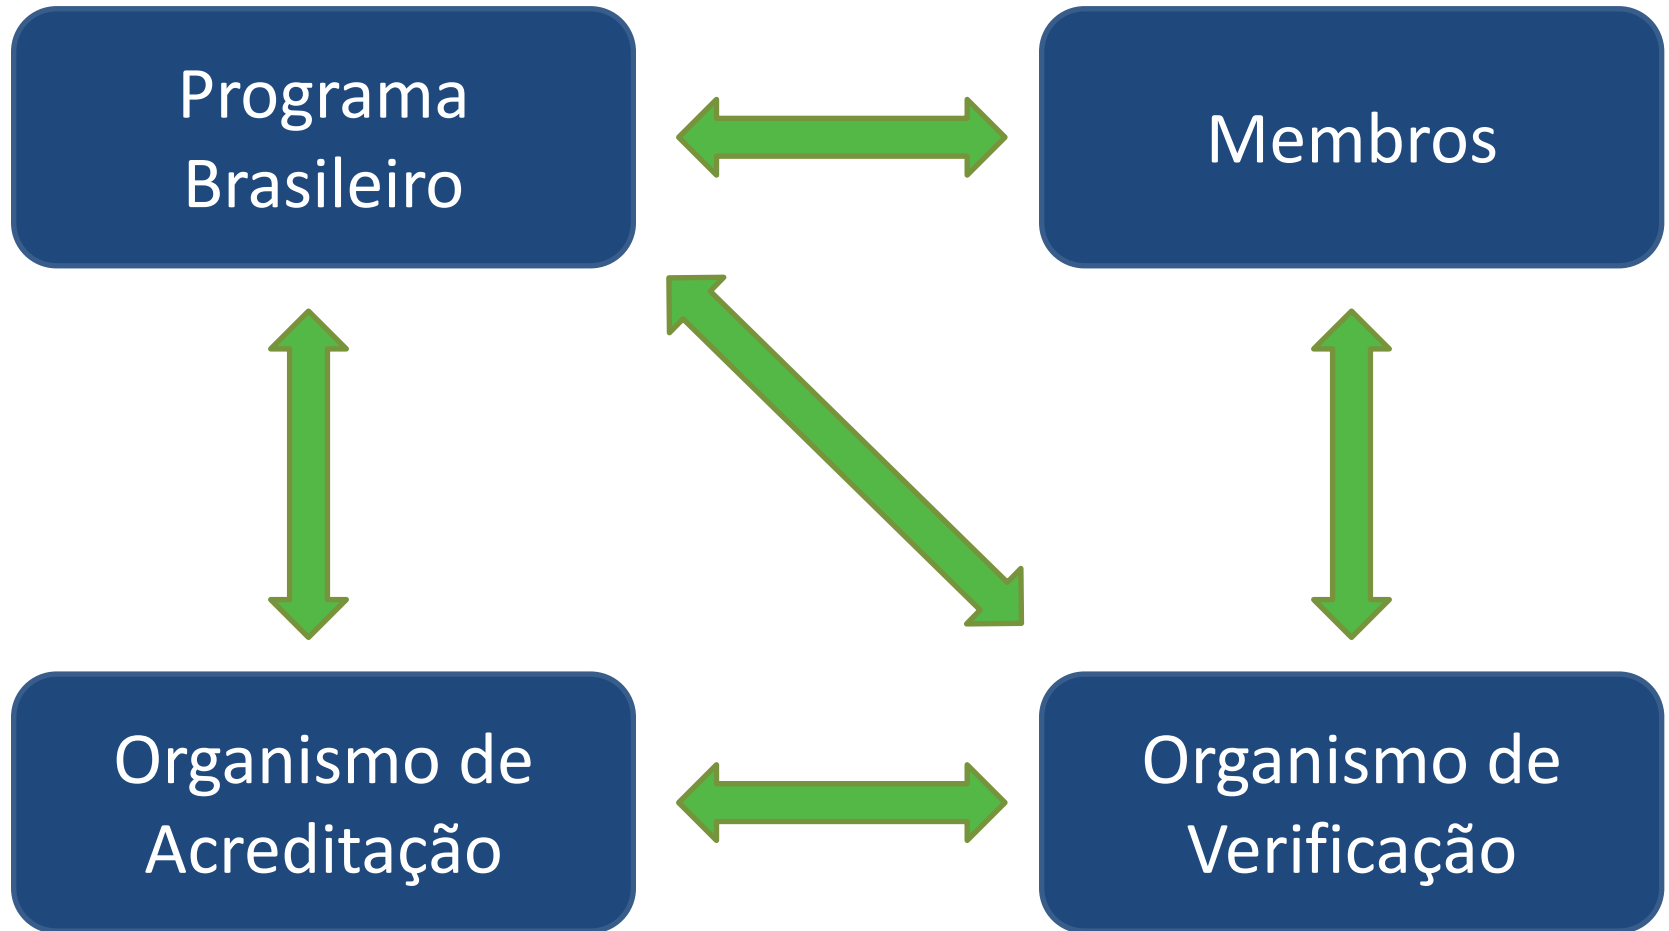 Programa
Brasileiro
Membros
Organismo de
Acreditação
Organismo de
Verificação